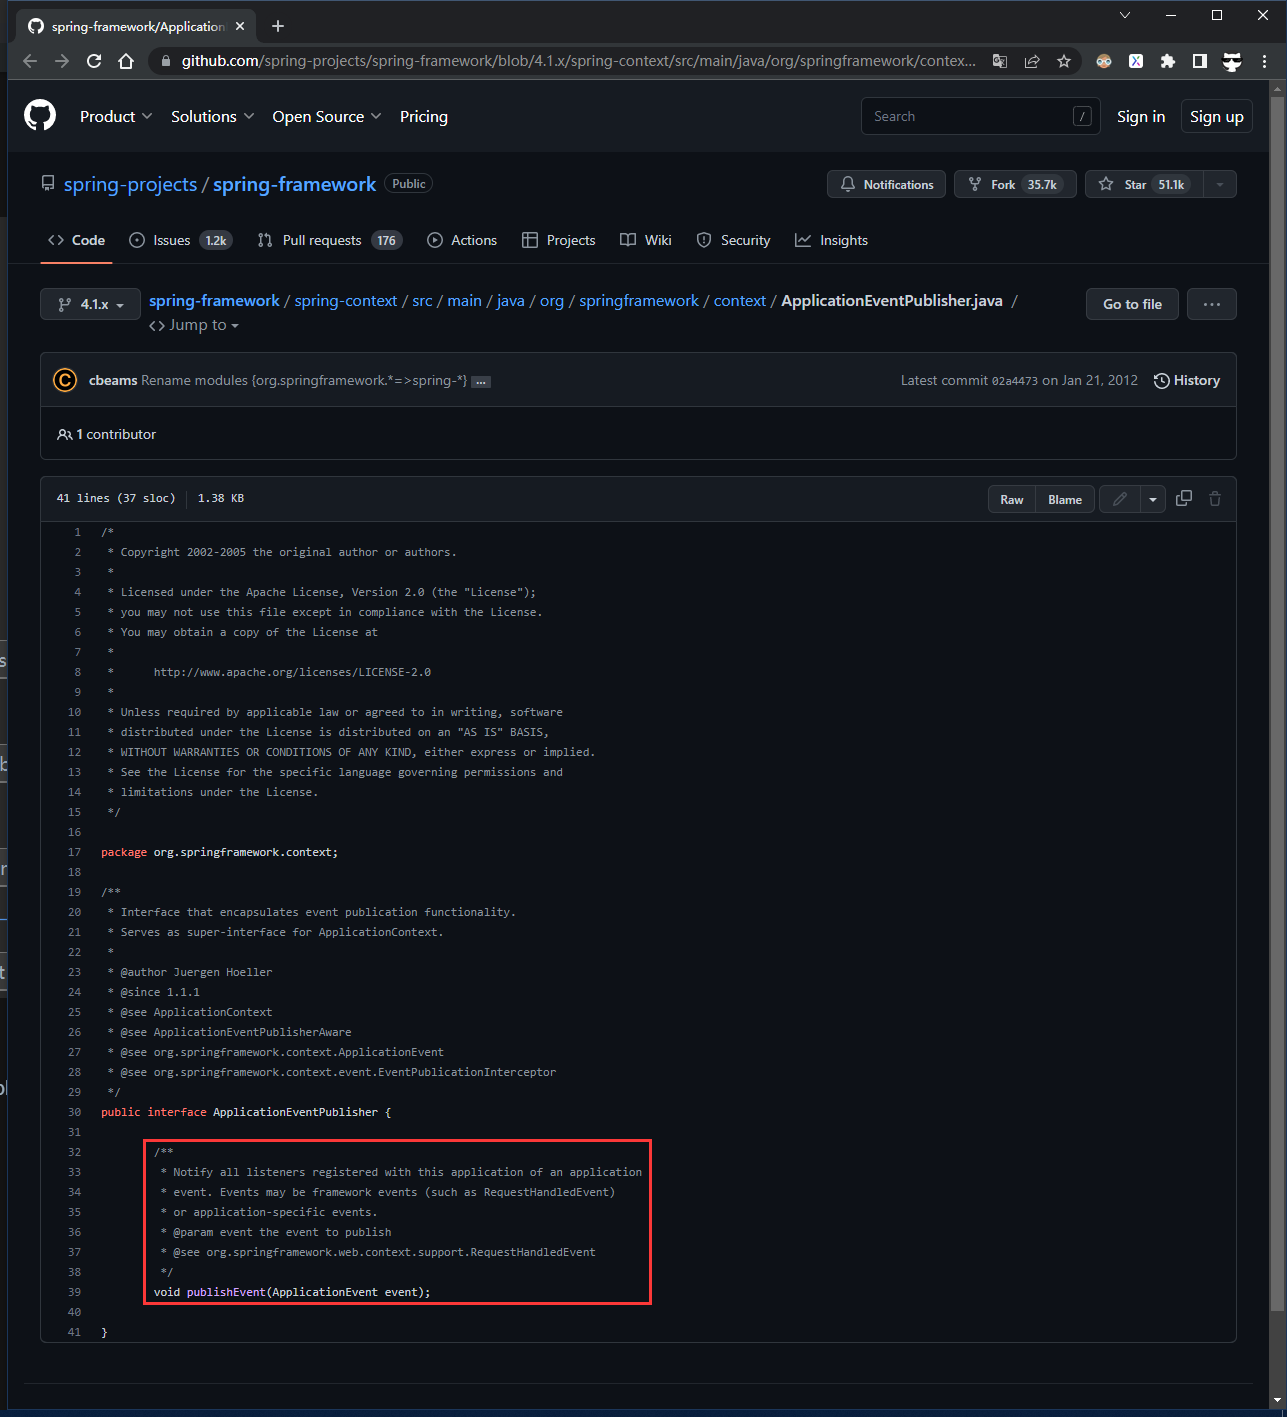 spring-framework/Application
github.com/spring-projects/spring-framework/blob/4.1.x/spring-context/src/main/java/org/springframework/contex...
Product Solutions Open Source Pricing Search / Sign in Sign up
spring-projects / spring-framework Public Notifications Fork 35.7k Star 51.1k
Code Issues 1.2k Pull requests 176 Actions Projects Wiki Security Insights
4.1.x spring-framework / spring-context / src / main / java / org / springframework / context / ApplicationEventPublisher.java / Go to file ...
<> Jump to
cbeams Rename modules {org.springframework.*=>spring-*} ... Latest commit 02a4473 on Jan 21, 2012 History
1 contributor
41 lines (37 sloc) 1.38 KB Raw Blame
1 /*
2 * Copyright 2002-2005 the original author or authors.
3 *
4 * Licensed under the Apache License, Version 2.0 (the "License");
5 * you may not use this file except in compliance with the License.
6 * You may obtain a copy of the License at
7 *
8 * http://www.apache.org/licenses/LICENSE-2.0
9 *
10 * Unless required by applicable law or agreed to in writing, software
11 * distributed under the License is distributed on an "AS IS" BASIS,
12 * WITHOUT WARRANTIES OR CONDITIONS OF ANY KIND, either express or implied.
13 * See the License for the specific language governing permissions and
14 * limitations under the License.
15 */
16
17 package org.springframework.context;
18
19 /**
20 * Interface that encapsulates event publication functionality.
21 * Serves as super-interface for ApplicationContext.
22 *
23 * @author Juergen Hoeller
24 * @since 1.1.1
25 * @see ApplicationContext
26 * @see ApplicationEventPublisherAware
27 * @see org.springframework.context.ApplicationEvent
28 * @see org.springframework.context.event.EventPublicationInterceptor
29 */
30 public interface ApplicationEventPublisher {
31
32 /**
33 * Notify all listeners registered with this application of an application
34 * event. Events may be framework events (such as RequestHandledEvent)
35 * or application-specific events.
36 * @param event the event to publish
37 * @see org.springframework.web.context.support.RequestHandledEvent
38 */
39 void publishEvent(ApplicationEvent event);
40
41 }